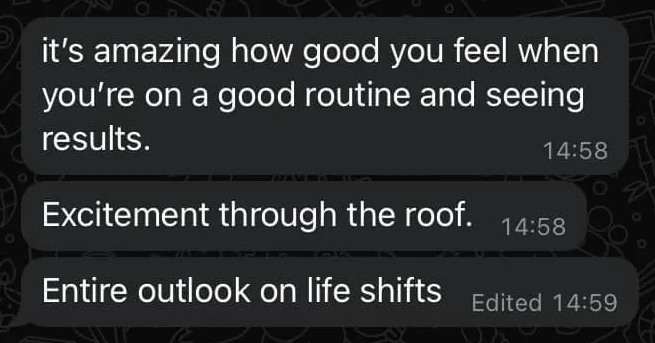 it’s amazing how good you feel when
you’re on a good routine and seeing
results.
14:58
Excitement through the roof.
14:58
Entire outlook on life shifts
Edited 14:59